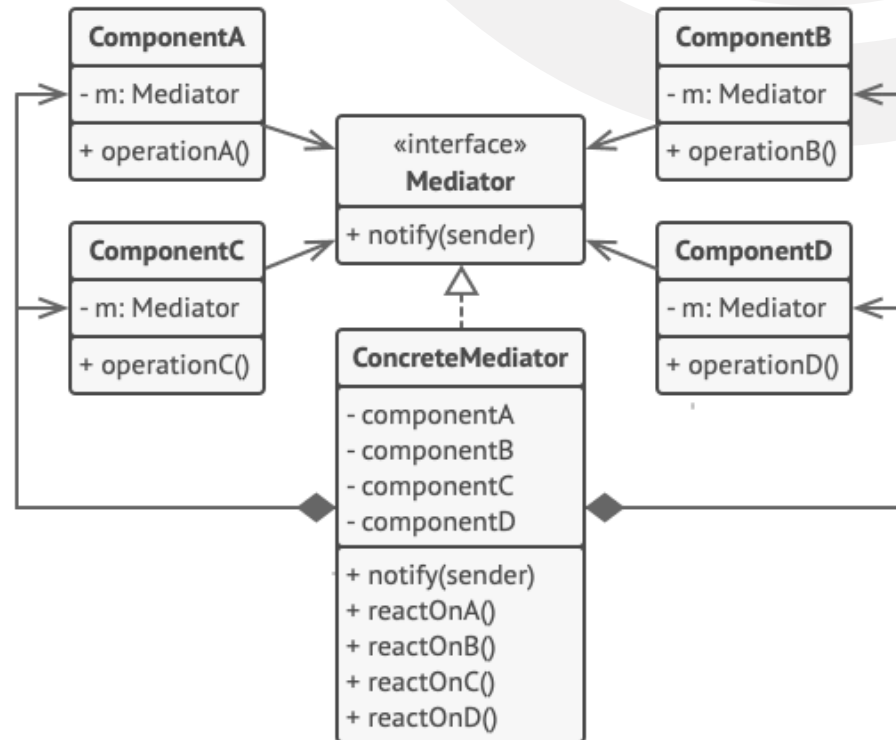 ComponentA
- m: Mediator
+ operationA()
ComponentB
- m: Mediator
+ operationB()
«interface»
Mediator
+ notify(sender)
ComponentC
- m: Mediator
+ operationC()
ComponentD
- m: Mediator
+ operationD()
ConcreteMediator
- componentA
- componentB
- componentC
- componentD
+ notify(sender)
+ reactOnA()
+ reactOnB()
+ reactOnC()
+ reactOnD()